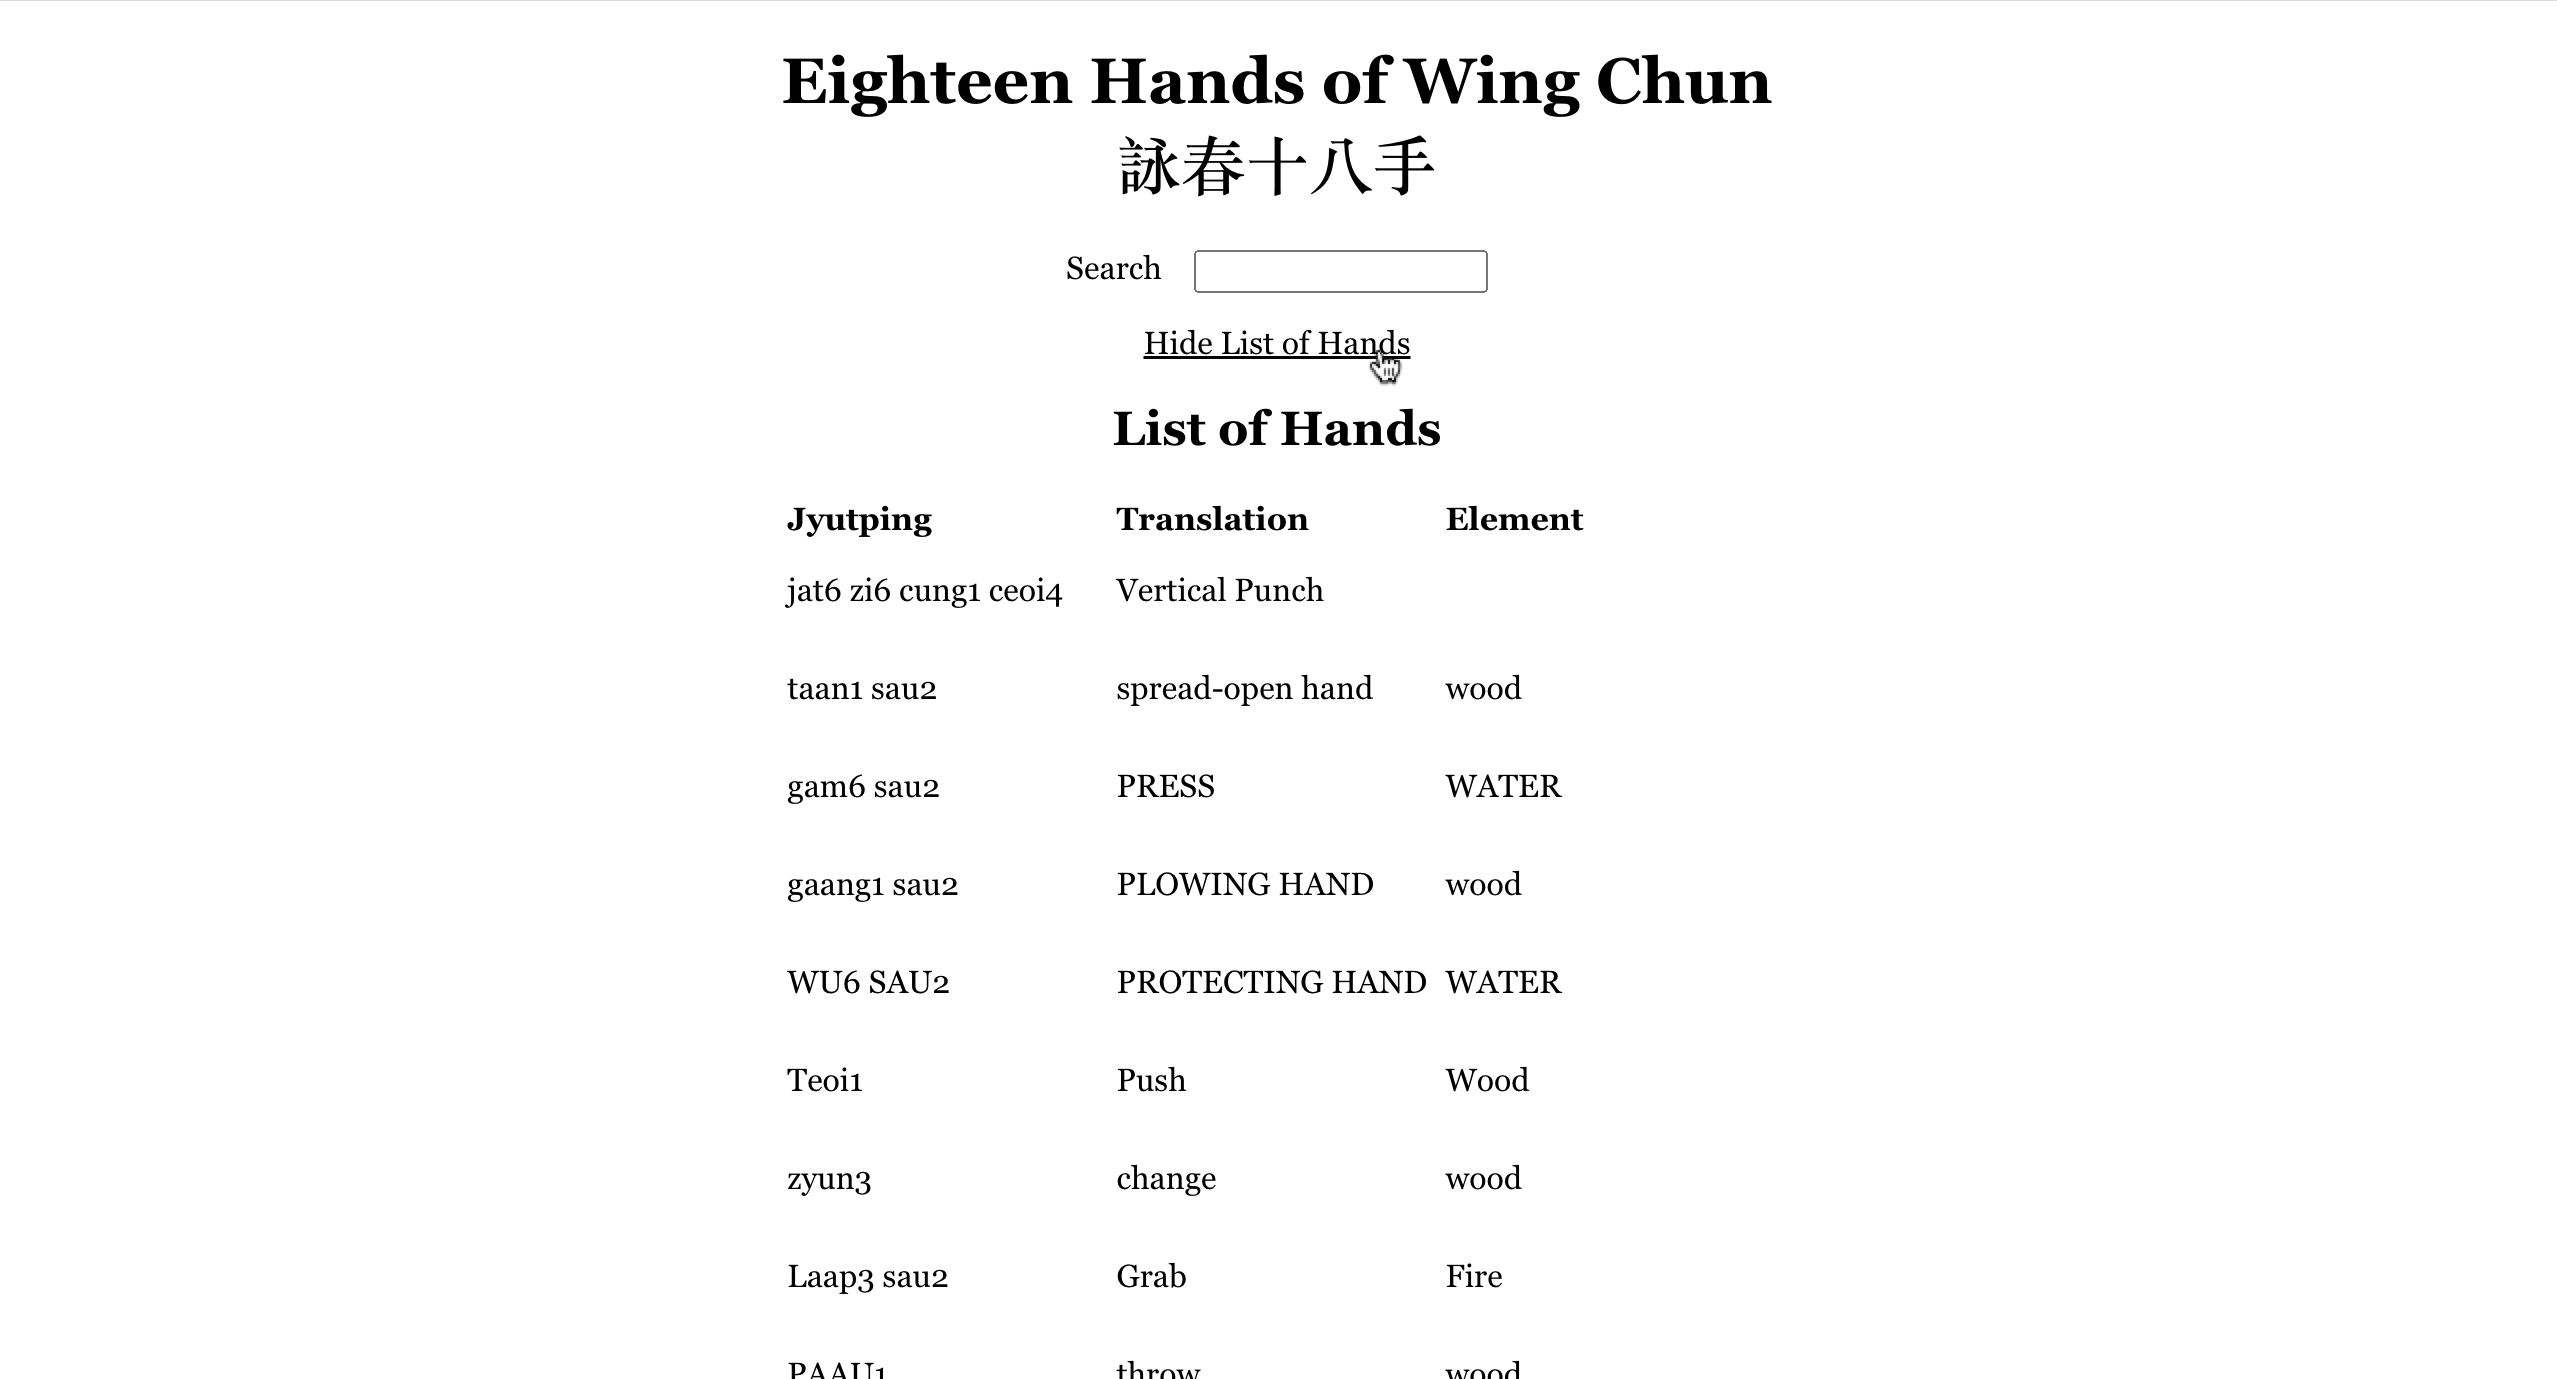 Eighteen Hands of Wing Chun
詠春十八手
Search
Hide List of Hands
List of Hands
Jyutping Translation Element
jat6 zi6 cung1 ceoi4 Vertical Punch
taan1 sau2 spread-open hand wood
gam6 sau2 PRESS WATER
gaang1 sau2 PLOWING HAND wood
WU6 SAU2 PROTECTING HAND WATER
Teoi1 Push Wood
zyun3 change wood
Laap3 sau2 Grab Fire
PAAU1 throw wood